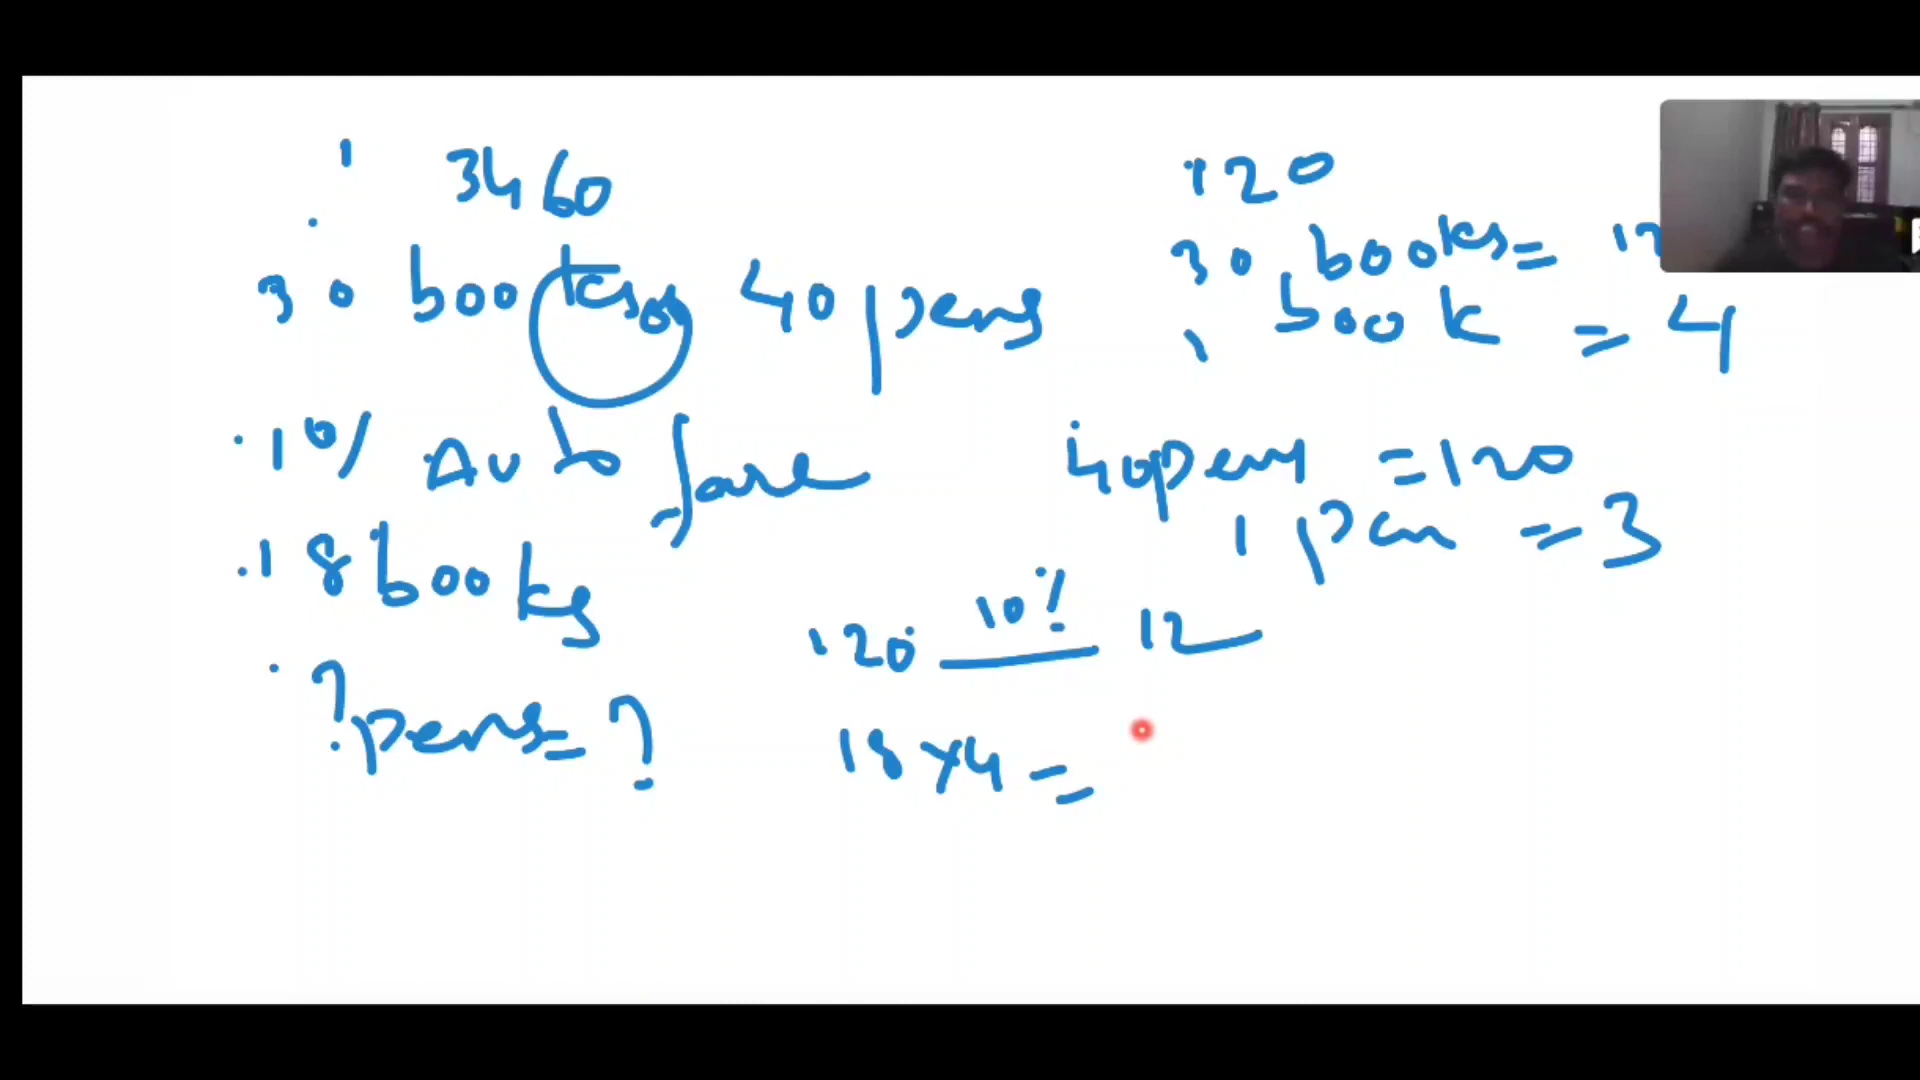 3460
30 books or 40 pens
10% Auto fare
18 books
? pens = ?
120
30 books = 12
1 book = 4
40 pens = 120
1 pen = 3
120 10% 12
18 x 4 =